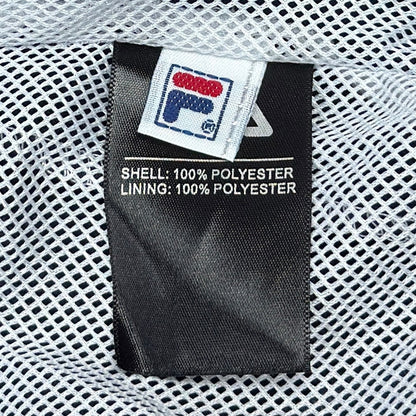 F
SHELL: 100% POLYESTER
LINING: 100% POLYESTER